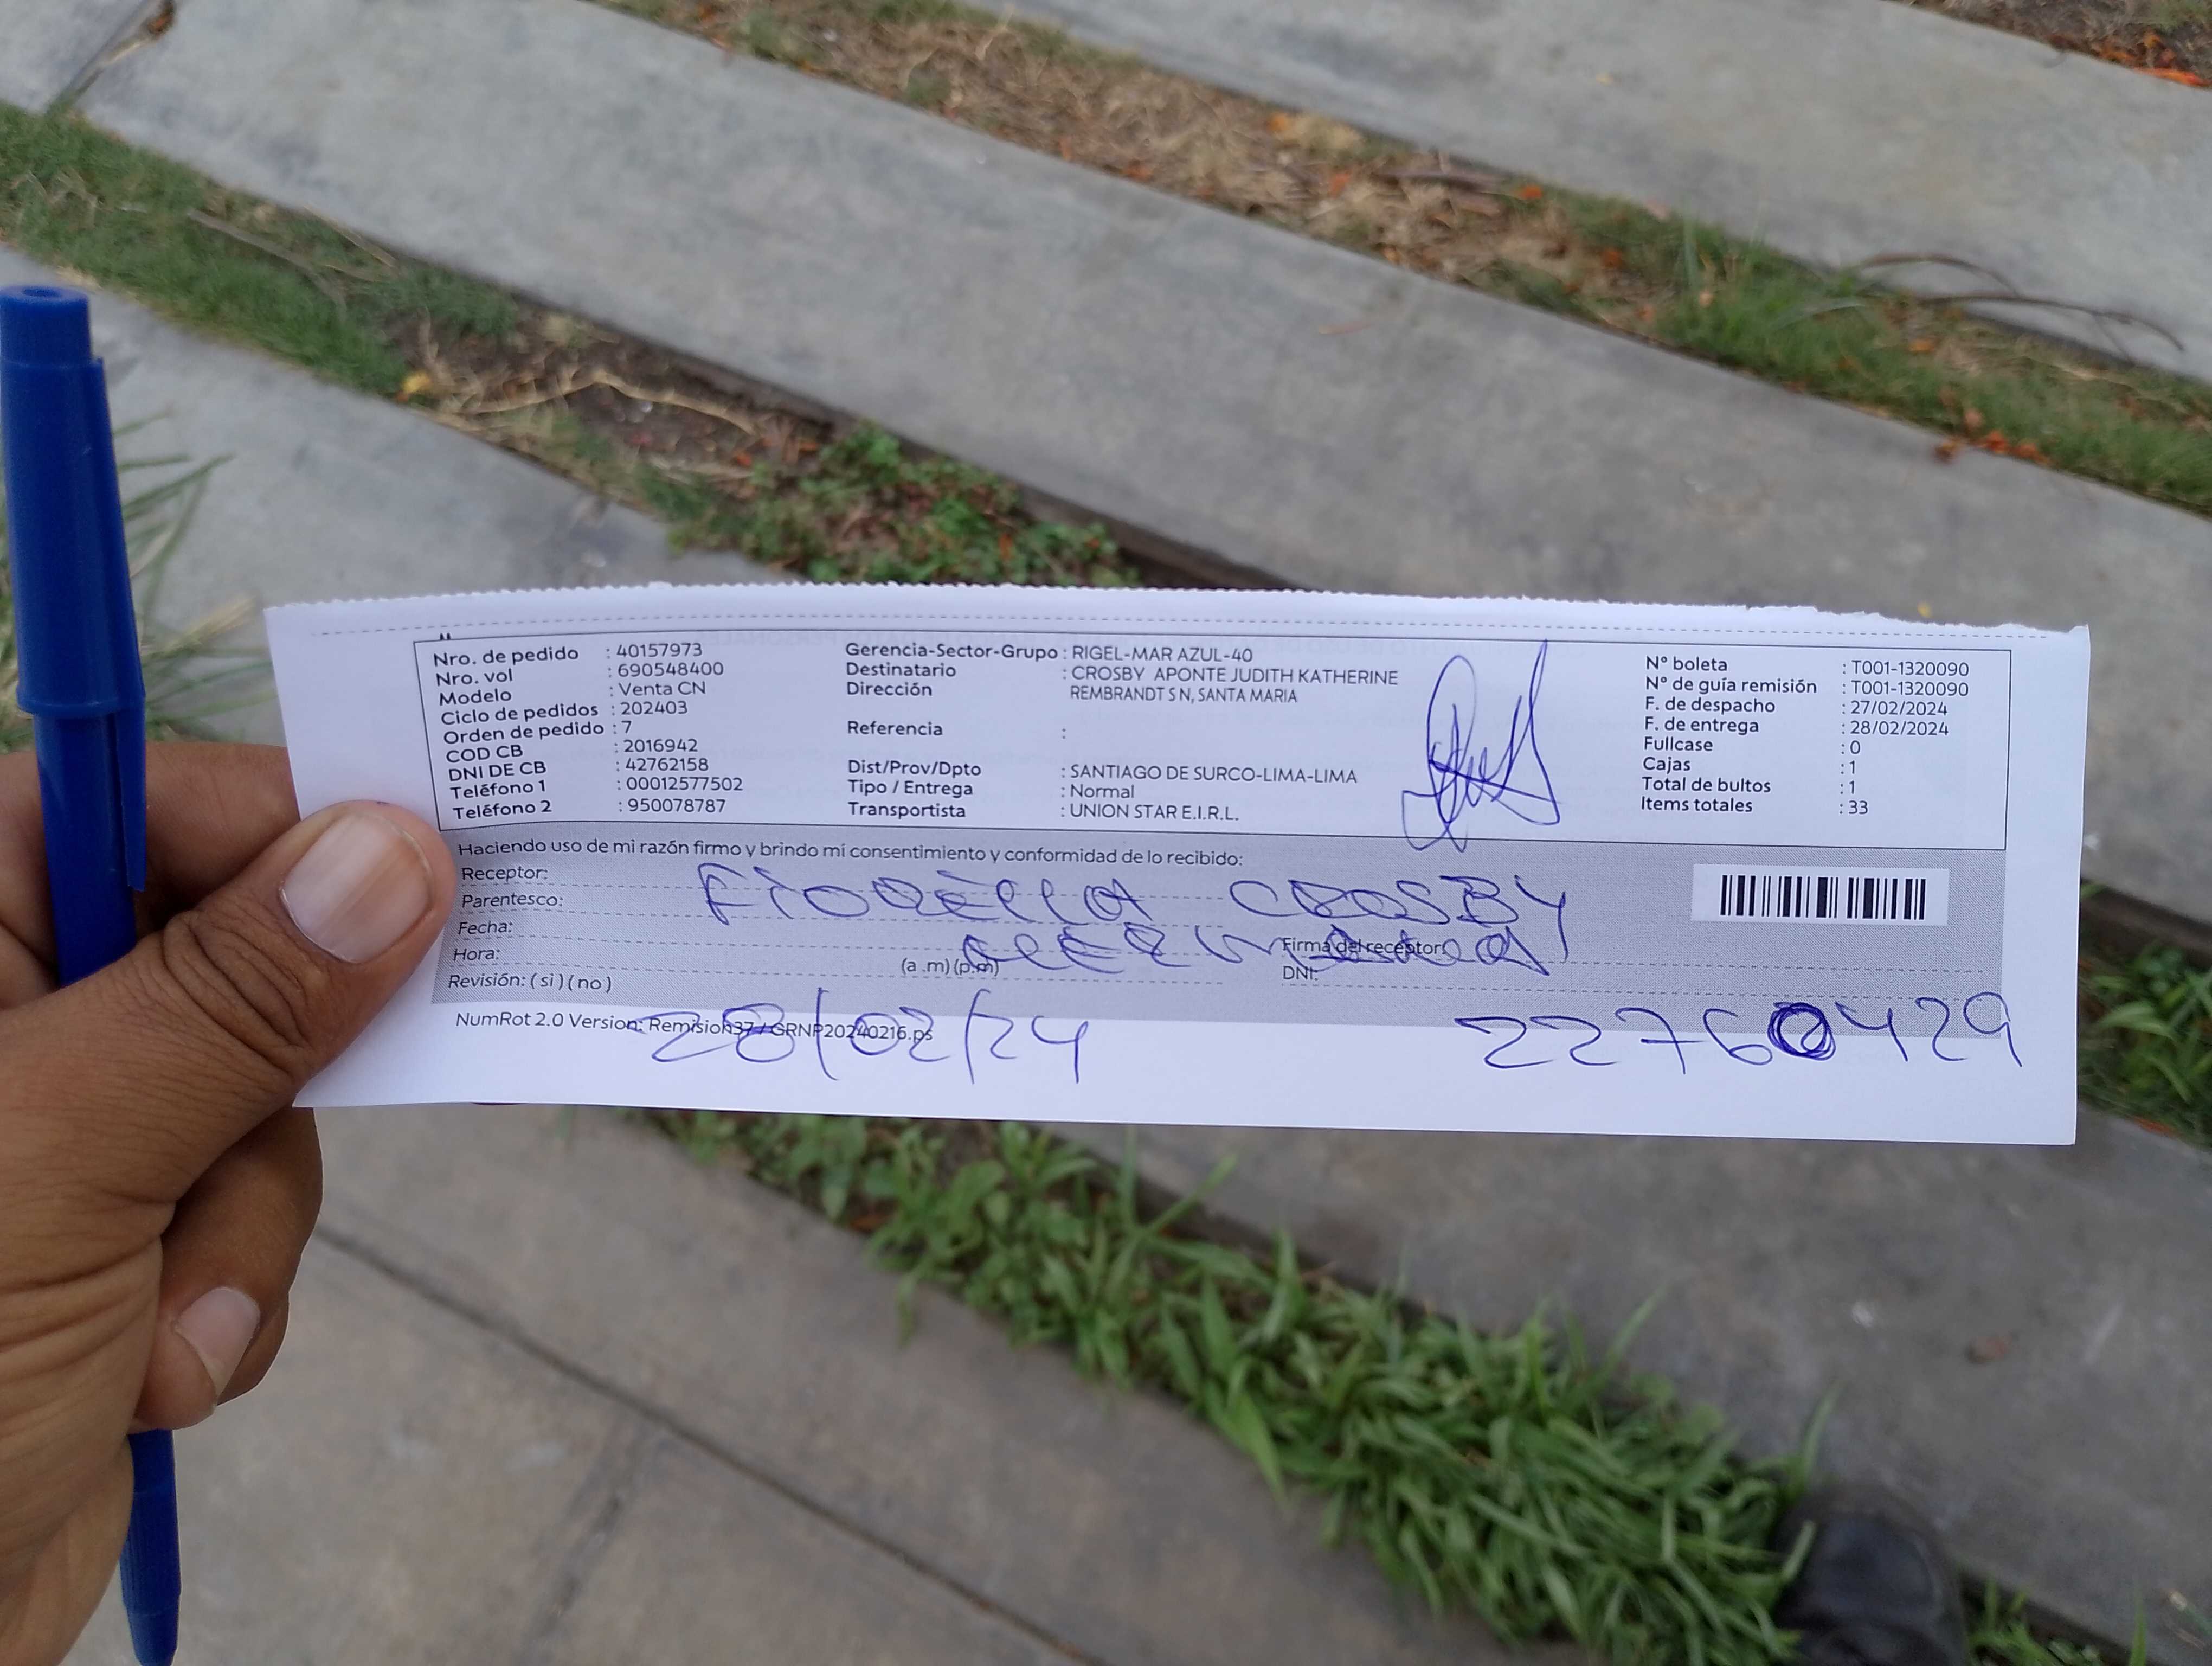 Nro. de pedido : 40157973
Nro. vol : 690548400
Modelo : Venta CN
Ciclo de pedidos : 202403
Orden de pedido : 7
COD CB : 2016942
DNI DE CB : 42762158
Teléfono 1 : 00012577502
Teléfono 2 : 950078787
Gerencia-Sector-Grupo : RIGEL-MAR AZUL-40
Destinatario : CROSBY APONTE JUDITH KATHERINE
Dirección REMBRANDT S N, SANTA MARIA
Referencia :
Dist/Prov/Dpto : SANTIAGO DE SURCO-LIMA-LIMA
Tipo / Entrega : Normal
Transportista : UNION STAR E.I.R.L.
N° boleta : T001-1320090
N° de guía remisión : T001-1320090
F. de despacho : 27/02/2024
F. de entrega : 28/02/2024
Fullcase : 0
Cajas : 1
Total de bultos : 1
Items totales : 33
Haciendo uso de mi razón firmo y brindo mi consentimiento y conformidad de lo recibido:
Receptor: Fiorella CROSBY
Parentesco:
Fecha:
Hora: (a .m) (p.m)
Firma del receptor:
DNI:
Revisión: ( si ) ( no )
NumRot 2.0 Version: Remision37 / GRNP20240216.ps
28/02/24 22760429